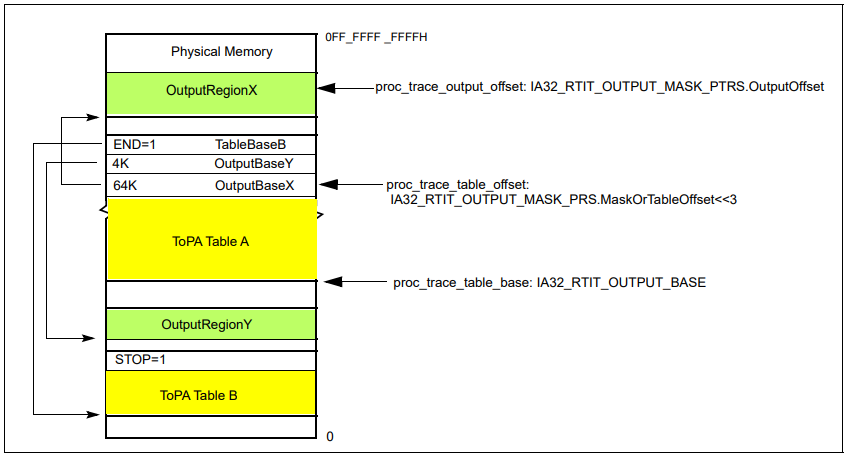 0FF_FFFF _FFFFH
Physical Memory
OutputRegionX
proc_trace_output_offset: IA32_RTIT_OUTPUT_MASK_PTRS.OutputOffset
END=1 TableBaseB
4K OutputBaseY
64K OutputBaseX
proc_trace_table_offset:
IA32_RTIT_OUTPUT_MASK_PRS.MaskOrTableOffset<<3
ToPA Table A
proc_trace_table_base: IA32_RTIT_OUTPUT_BASE
OutputRegionY
STOP=1
ToPA Table B
0